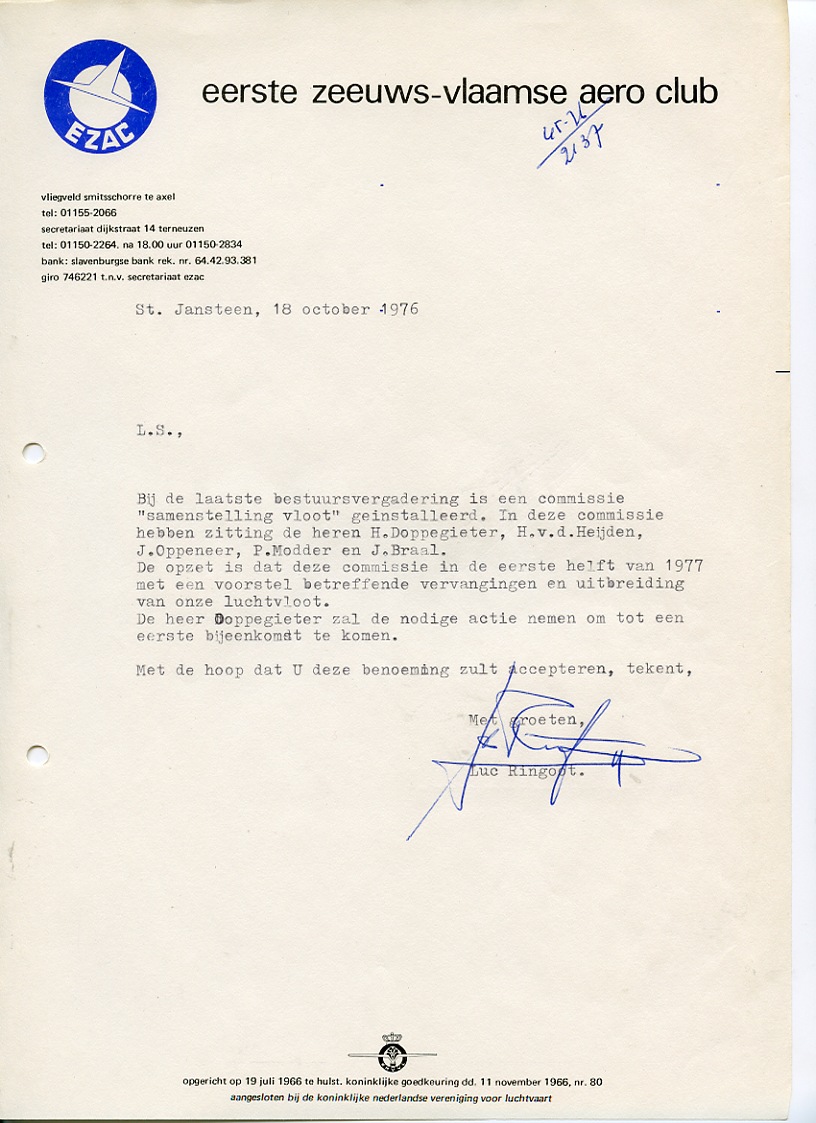 EZAC
eerste zeeuws-vlaamse aero club
vliegveld smitsschorre te axel
tel: 01155-2066
secretariaat dijkstraat 14 terneuzen
tel: 01150-2264. na 18.00 uur 01150-2834
bank: slavenburgse bank rek. nr. 64.42.93.381
giro 746221 t.n.v. secretariaat ezac
St. Jansteen, 18 october 1976
L.S.,
Bij de laatste bestuursvergadering is een commissie
"samenstelling vloot" geinstalleerd. In deze commissie
hebben zitting de heren H.Doppegieter, H.v.d.Heijden,
J.Oppeneer, P.Modder en J.Braal.
De opzet is dat deze commissie in de eerste helft van 1977
met een voorstel betreffende vervangingen en uitbreiding
van onze luchtvloot.
De heer Doppegieter zal de nodige actie nemen om tot een
eerste bijeenkomst te komen.
Met de hoop dat U deze benoeming zult accepteren, tekent,
Met groeten,
Luc Ringoot.
opgericht op 19 juli 1966 te hulst. koninklijke goedkeuring dd. 11 november 1966, nr. 80
aangesloten bij de koninklijke nederlandse vereniging voor luchtvaart